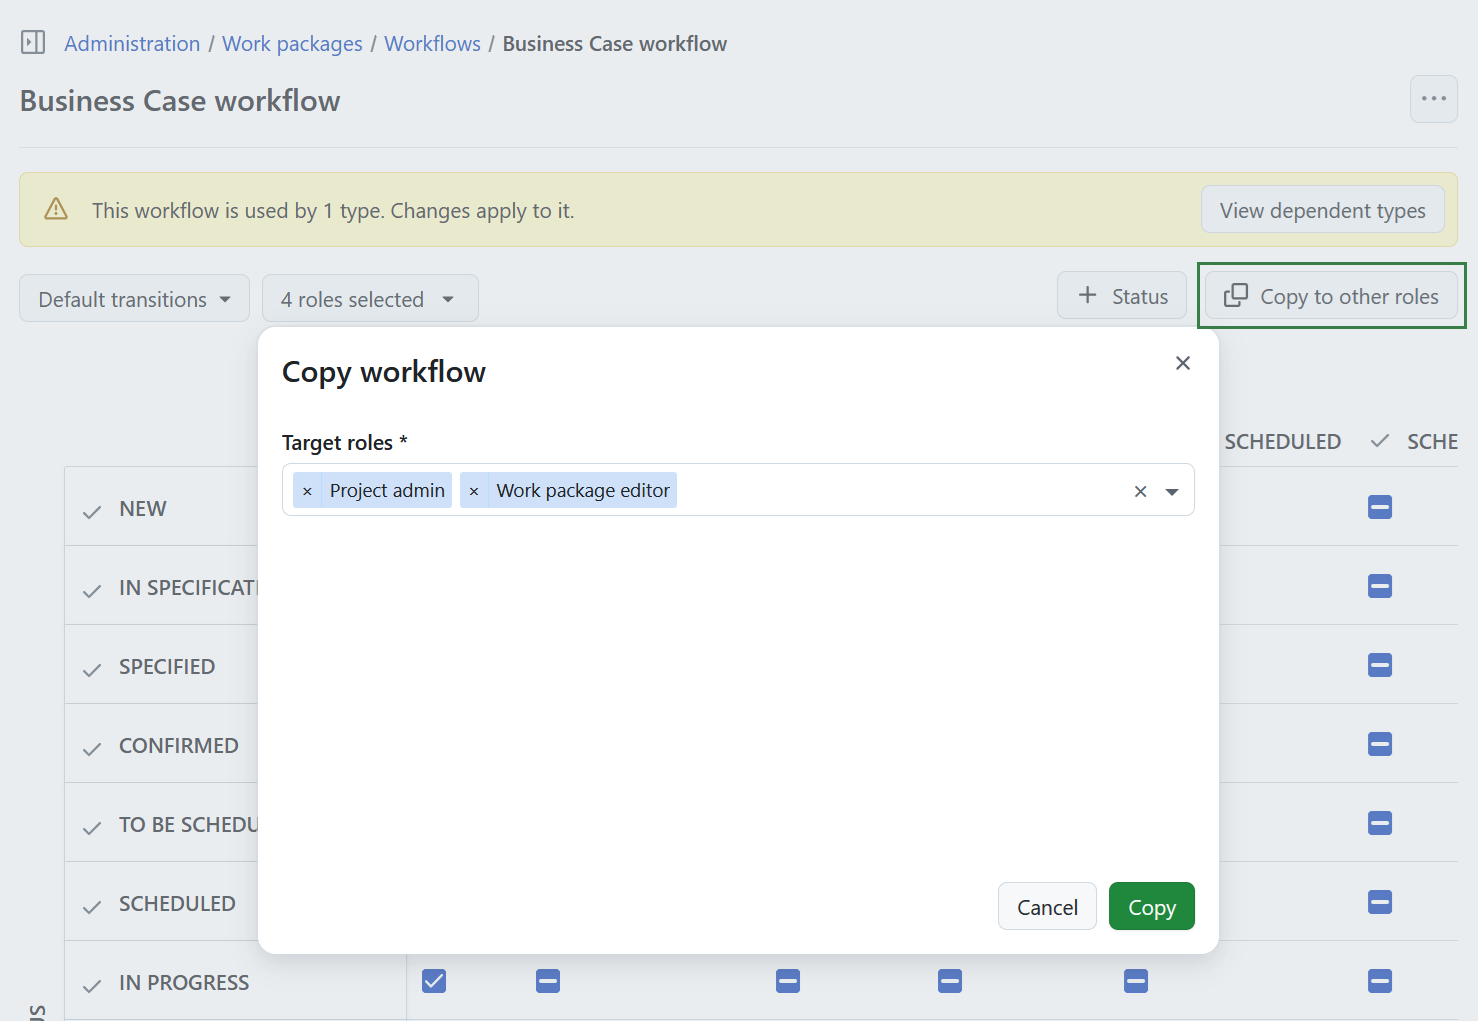 Administration / Work packages / Workflows / Business Case workflow
Business Case workflow
This workflow is used by 1 type. Changes apply to it.
View dependent types
Default transitions
4 roles selected
Status
Copy to other roles
Copy workflow
Target roles *
× Project admin × Work package editor
SCHEDULED
SCHE
NEW
IN SPECIFICATI
SPECIFIED
CONFIRMED
TO BE SCHEDU
SCHEDULED
Cancel
Copy
IN PROGRESS
US